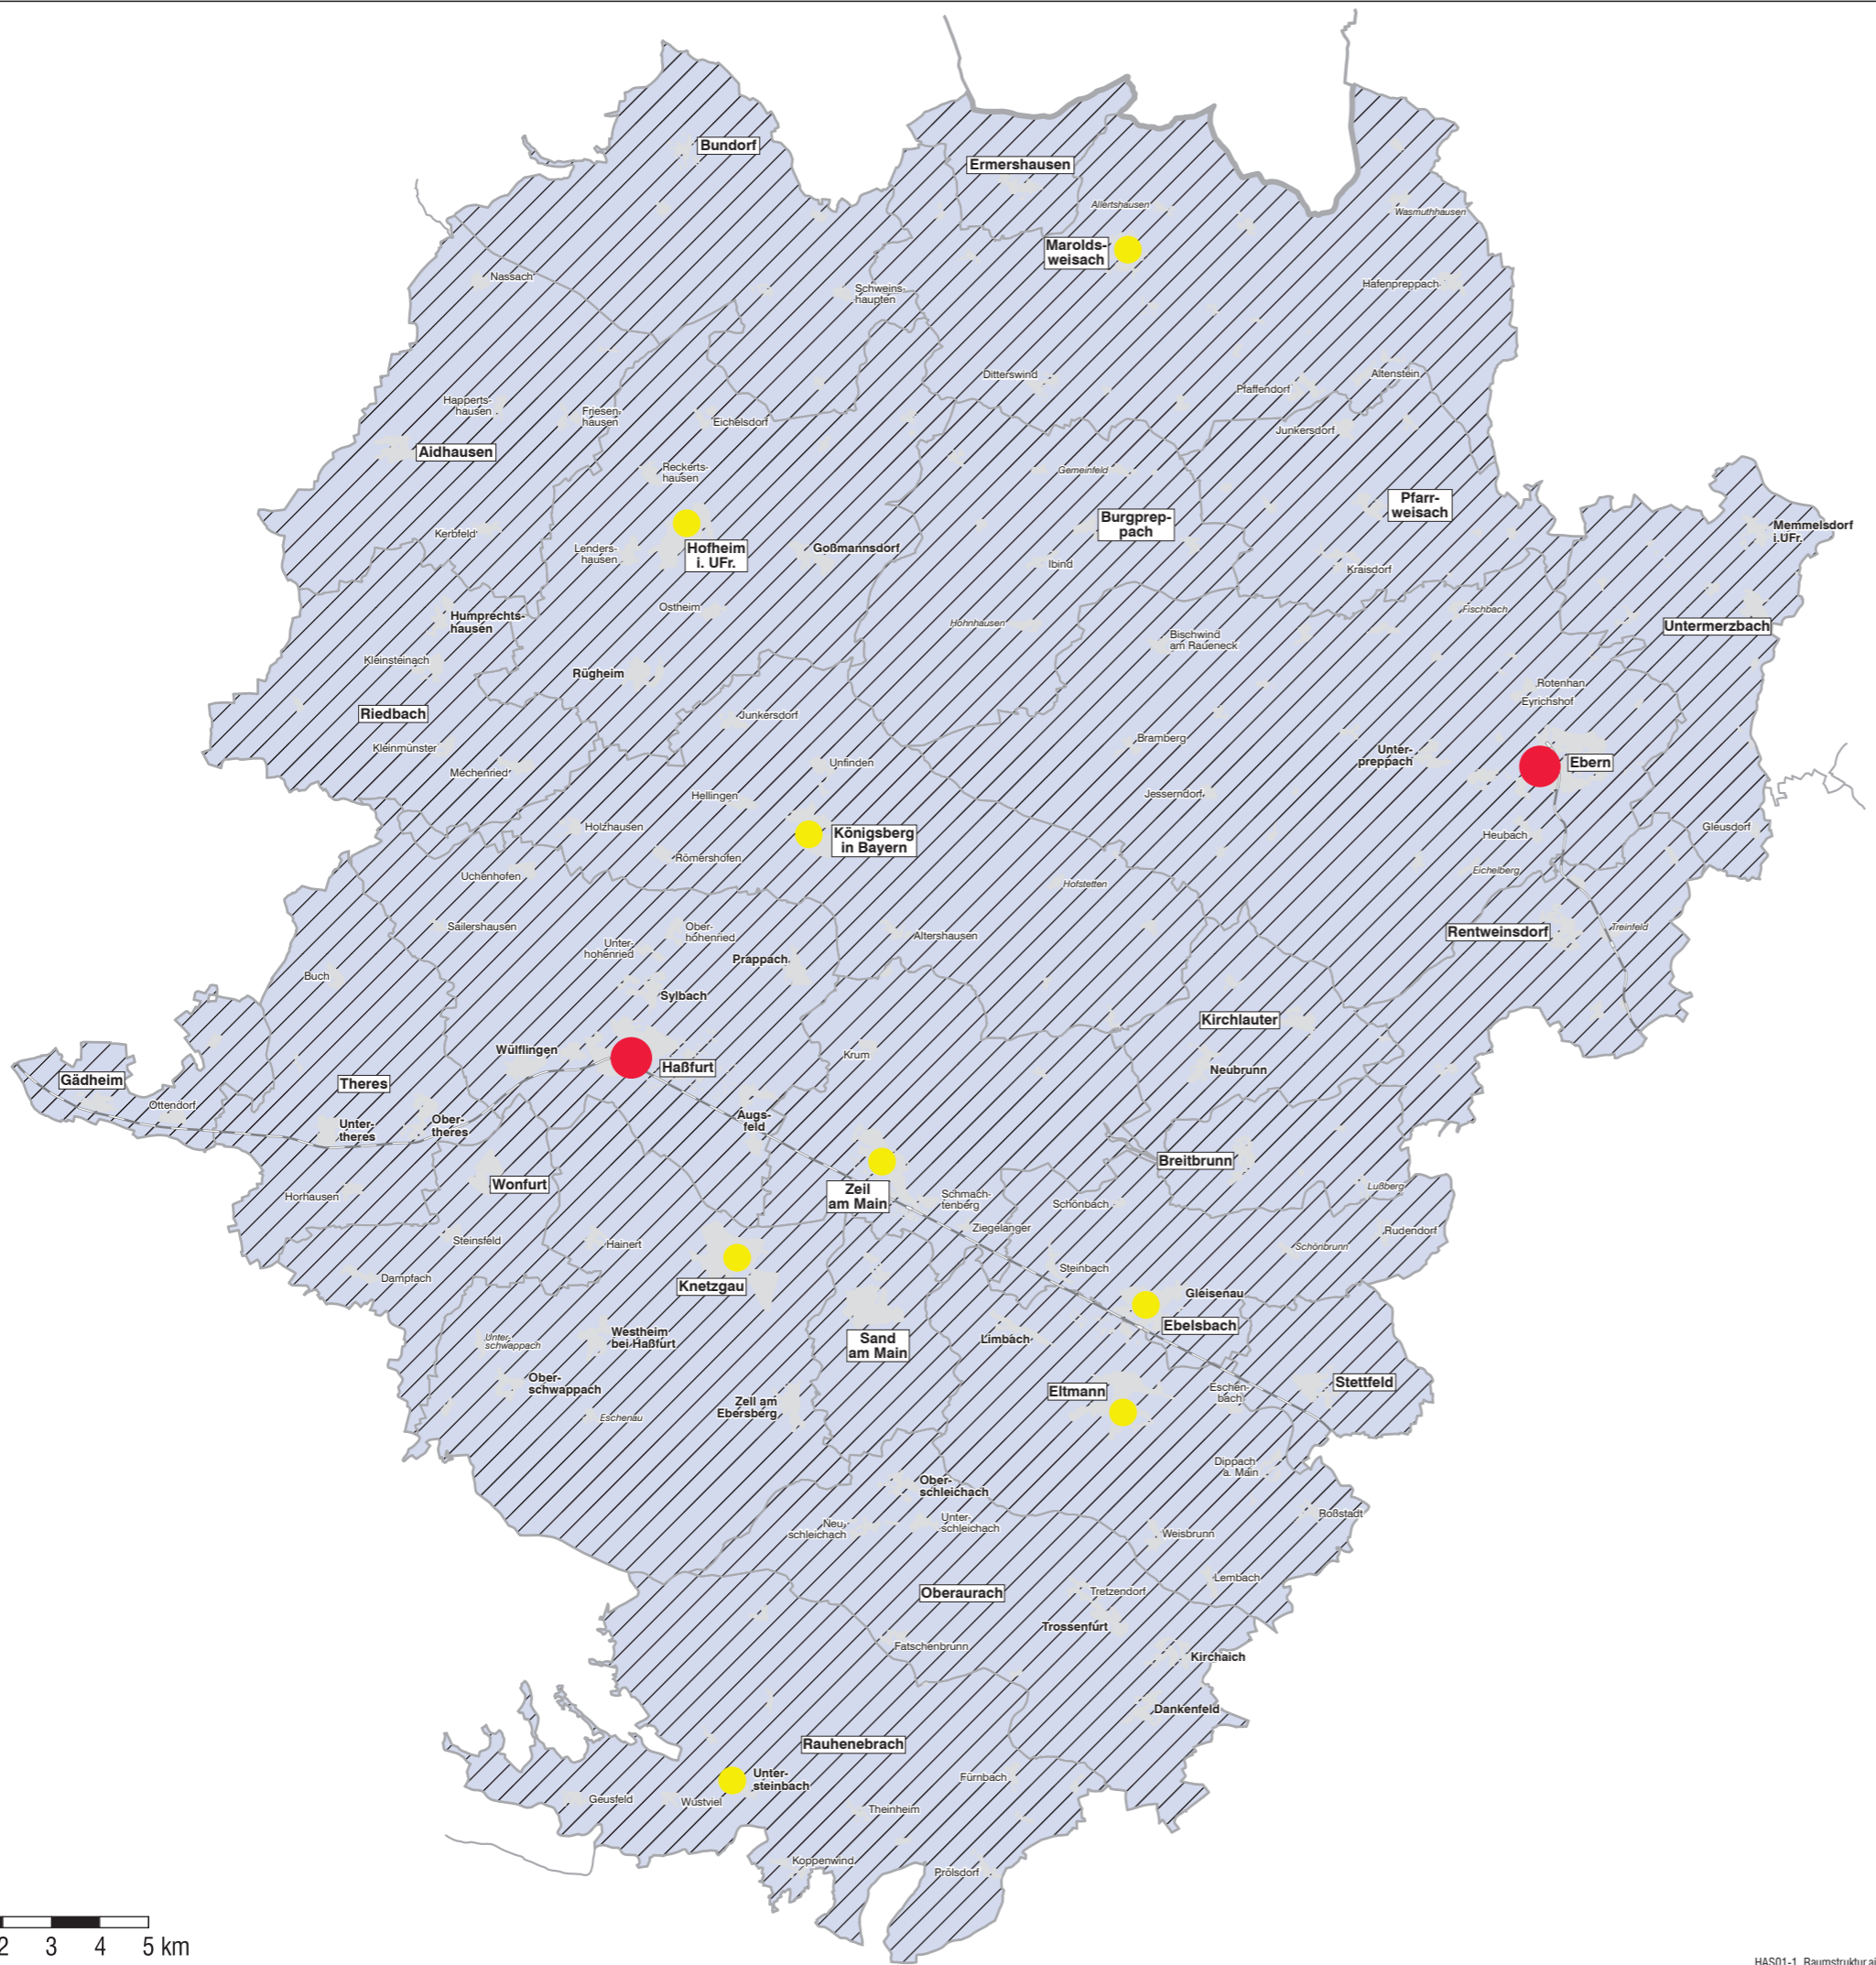 Bundorf
Ermershausen
Allertshausen
Wasmuthhausen
Marolds-
weisach
Nassach
Schweins-
haupten
Hafenpreppach
Ditterswind
Pfaffendorf
Altenstein
Happerts-
hausen
Friesen-
hausen
Eichelsdorf
Junkersdorf
Aidhausen
Reckerts-
hausen
Gemeinfeld
Pfarr-
weisach
Burgprep-
pach
Memmelsdorf
i.UFr.
Kerbfeld
Lenders-
hausen
Hofheim
i. UFr.
Goßmannsdorf
Ibind
Kraisdorf
Humprechts-
hausen
Ostheim
Hohnhausen
Fischbach
Untermerzbach
Bischwind
am Raueneck
Kleinsteinach
Rügheim
Rotenhan
Eyrichshof
Riedbach
Junkersdorf
Kleinmünster
Bramberg
Unter-
preppach
Ebern
Mechenried
Unfinden
Hellingen
Jesserndorf
Holzhausen
Königsberg
in Bayern
Heubach
Gleusdorf
Römershofen
Uchenhofen
Hofstetten
Eichelberg
Sailershausen
Ober-
hohenried
Unter-
hohenried
Altershausen
Rentweinsdorf
Treinfeld
Buch
Prappach
Sylbach
Kirchlauter
Wülflingen
Haßfurt
Krum
Neubrunn
Gädheim
Theres
Ottendorf
Unter-
theres
Ober-
theres
Augs-
feld
Breitbrunn
Wonfurt
Zeil
am Main
Schmach-
tenberg
Schönbach
Lußberg
Horhausen
Ziegelanger
Rudendorf
Steinsfeld
Hainert
Schönbrunn
Dampfach
Knetzgau
Steinbach
Gleisenau
Ebelsbach
Unter-
schwappach
Westheim
bei Haßfurt
Sand
am Main
Limbach
Ober-
schwappach
Eschenau
Zell am
Ebersberg
Eltmann
Eschen-
bach
Stettfeld
Dippach
a. Main
Ober-
schleichach
Neu-
schleichach
Unter-
schleichach
Roßstadt
Weisbrunn
Lembach
Oberaurach
Tretzendorf
Trossenfurt
Fatschenbrunn
Kirchaich
Dankenfeld
Rauhenebrach
Unter-
steinbach
Fürnbach
Geusfeld
Wustviel
Theinheim
Koppenwind
Prölsdorf
2 3 4 5 km
HAS01-1_Raumstruktur.ai